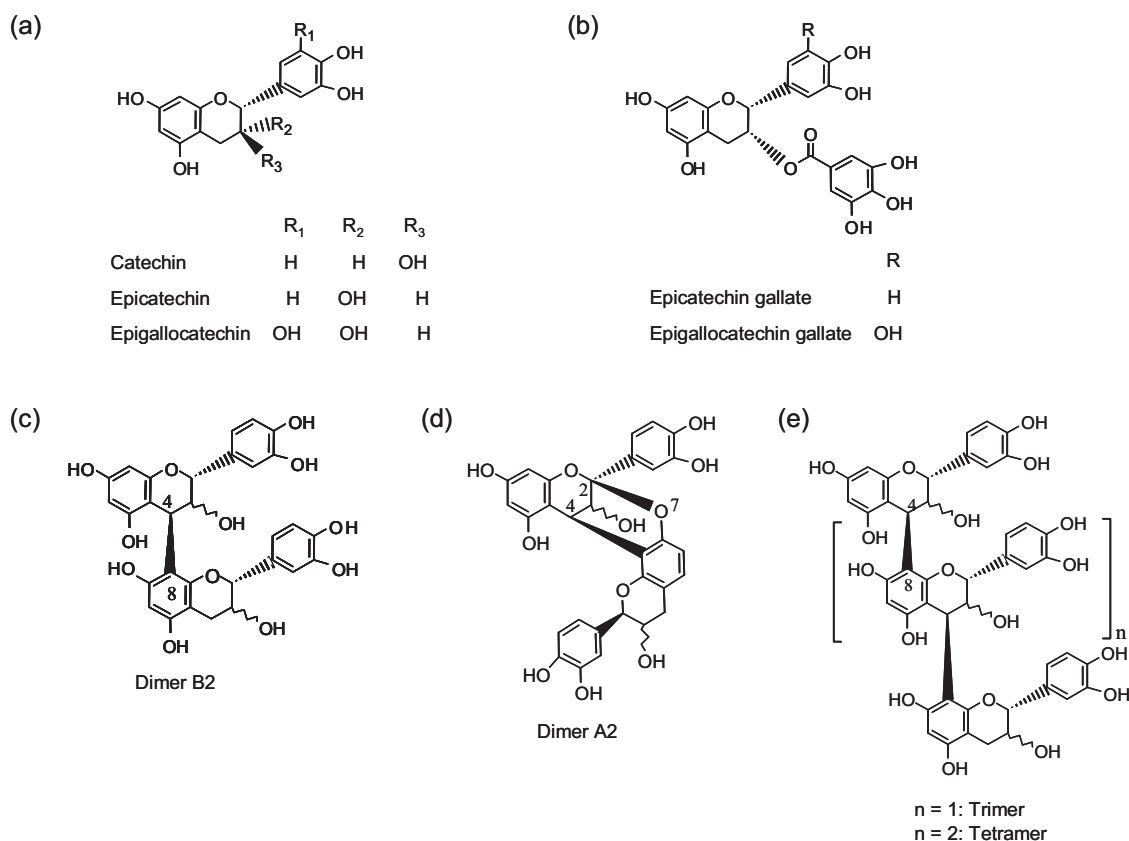 (a)
R1
OH
OH
HO
O
R2
R3
OH
R1 R2 R3
Catechin H H OH
Epicatechin H OH H
Epigallocatechin OH OH H
(b)
R
OH
OH
HO
O
O
O
OH
OH
OH
OH
R
Epicatechin gallate H
Epigallocatechin gallate OH
(c)
OH
OH
HO
O
4
OH
OH
OH
OH
HO
O
8
OH
OH
Dimer B2
(d)
OH
OH
HO
O
2
4
O 7
OH
OH
O
HO
OH
HO
Dimer A2
(e)
OH
OH
HO
O
4
OH
OH
OH
OH
HO
O
8
OH
OH
n
OH
OH
HO
O
OH
OH
n = 1: Trimer
n = 2: Tetramer